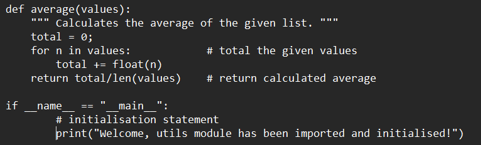 def average(values):
    """ Calculates the average of the given list. """
    total = 0;
    for n in values:           # total the given values
        total += float(n)
    return total/len(values)    # return calculated average

if __name__ == "__main__":
        # initialisation statement
        print("Welcome, utils module has been imported and initialised!")